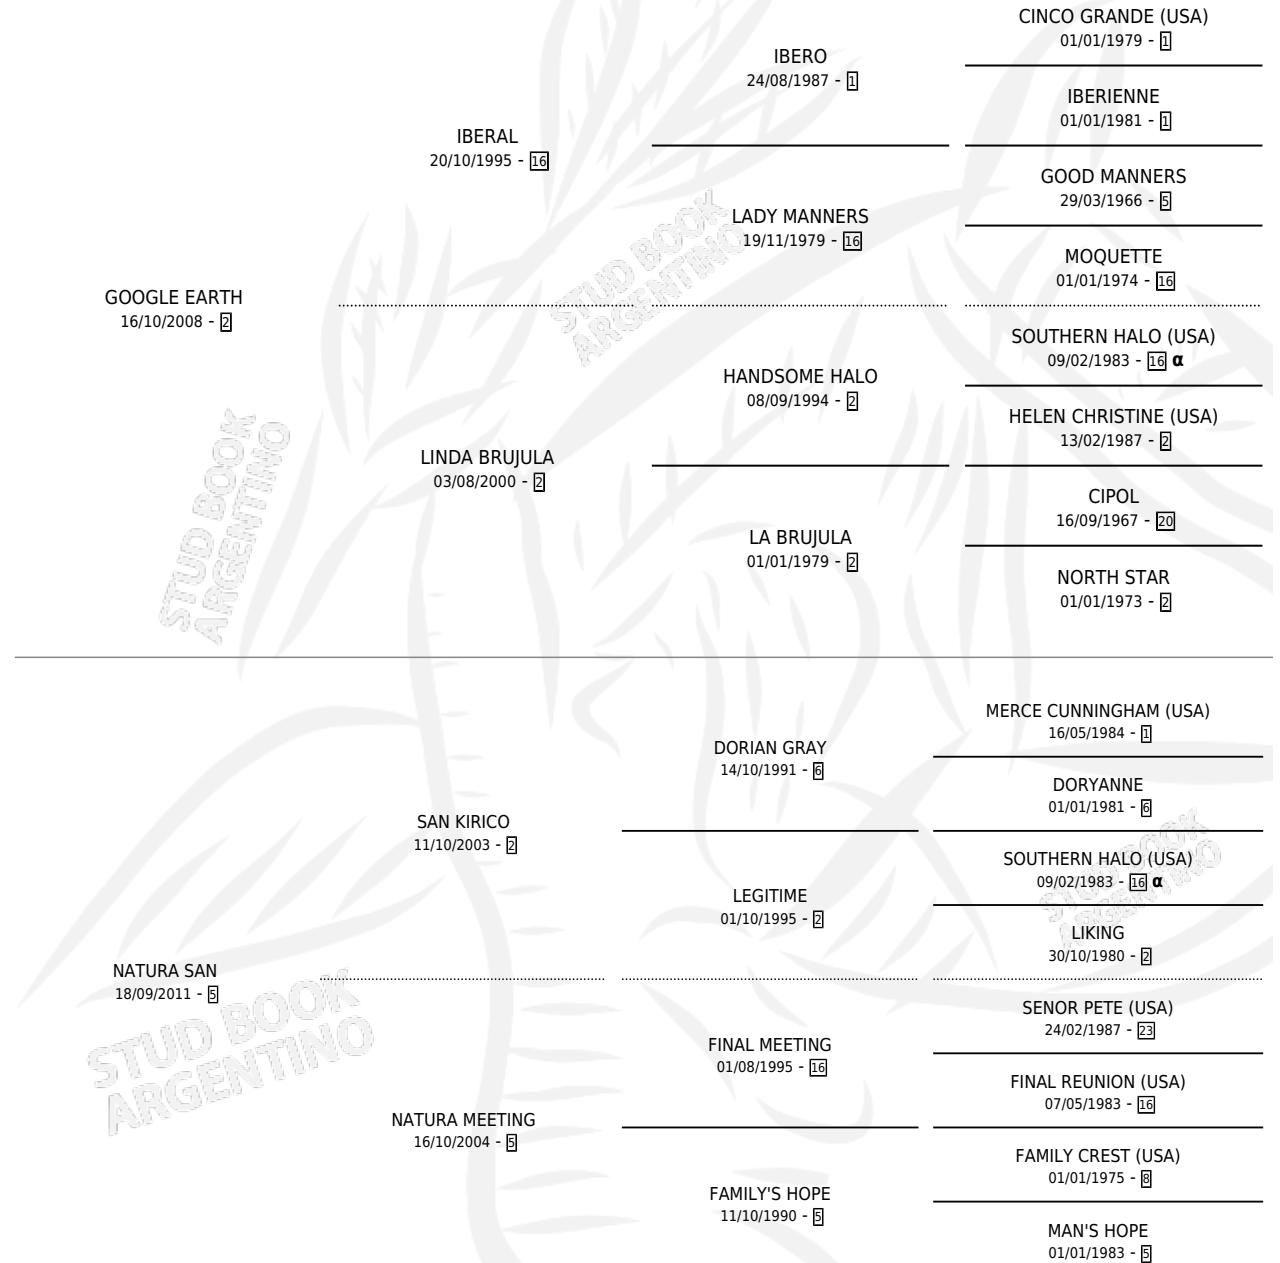 CINCO GRANDE (USA)
01/01/1979 - 1
IBERO
24/08/1987 - 1
IBERIENNE
01/01/1981 - 1
IBERAL
20/10/1995 - 16
GOOD MANNERS
29/03/1966 - 5
LADY MANNERS
19/11/1979 - 16
MOQUETTE
01/01/1974 - 16
GOOGLE EARTH
16/10/2008 - 2
SOUTHERN HALO (USA)
09/02/1983 - 16 α
HANDSOME HALO
08/09/1994 - 2
HELEN CHRISTINE (USA)
13/02/1987 - 2
LINDA BRUJULA
03/08/2000 - 2
CIPOL
16/09/1967 - 20
LA BRUJULA
01/01/1979 - 2
NORTH STAR
01/01/1973 - 2
MERCE CUNNINGHAM (USA)
16/05/1984 - 1
DORIAN GRAY
14/10/1991 - 6
DORYANNE
01/01/1981 - 6
SAN KIRICO
11/10/2003 - 2
SOUTHERN HALO (USA)
09/02/1983 - 16 α
LEGITIME
01/10/1995 - 2
LIKING
30/10/1980 - 2
NATURA SAN
18/09/2011 - 5
SENOR PETE (USA)
24/02/1987 - 23
FINAL MEETING
01/08/1995 - 16
FINAL REUNION (USA)
07/05/1983 - 16
NATURA MEETING
16/10/2004 - 5
FAMILY CREST (USA)
01/01/1975 - 8
FAMILY'S HOPE
11/10/1990 - 5
MAN'S HOPE
01/01/1983 - 5
STUD BOOK
ARGENTINO
STUD BOOK
ARGENTINO
STUD BOOK
ARGENTINO
STUD BOOK
ARGENTINO